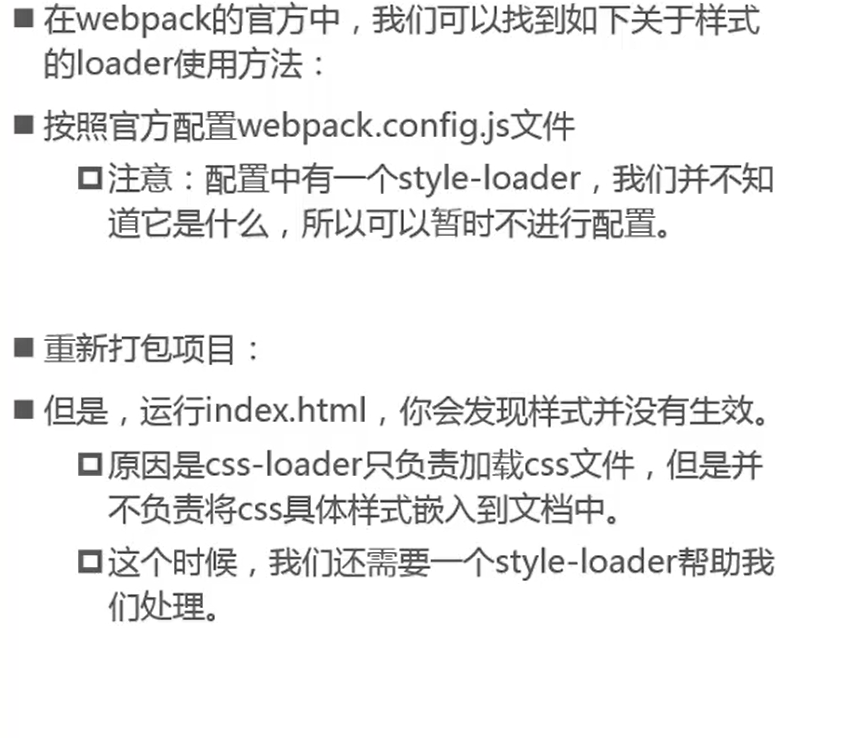 ■ 在webpack的官方中，我们可以找到如下关于样式
的loader使用方法：
■ 按照官方配置webpack.config.js文件
□ 注意：配置中有一个style-loader，我们并不知
道它是什么，所以可以暂时不进行配置。
■ 重新打包项目：
■ 但是，运行index.html，你会发现样式并没有生效。
□ 原因是css-loader只负责加载css文件，但是并
不负责将css具体样式嵌入到文档中。
□ 这个时候，我们还需要一个style-loader帮助我
们处理。